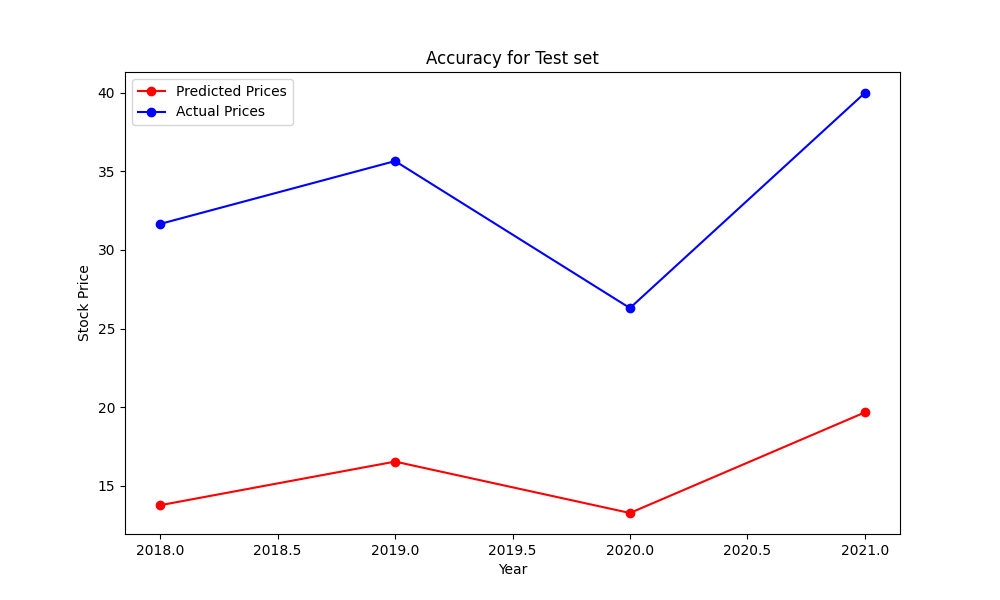 Accuracy for Test set
Predicted Prices
Actual Prices
40
35
30
25
20
15
Stock Price
2018.0 2018.5 2019.0 2019.5 2020.0 2020.5 2021.0
Year